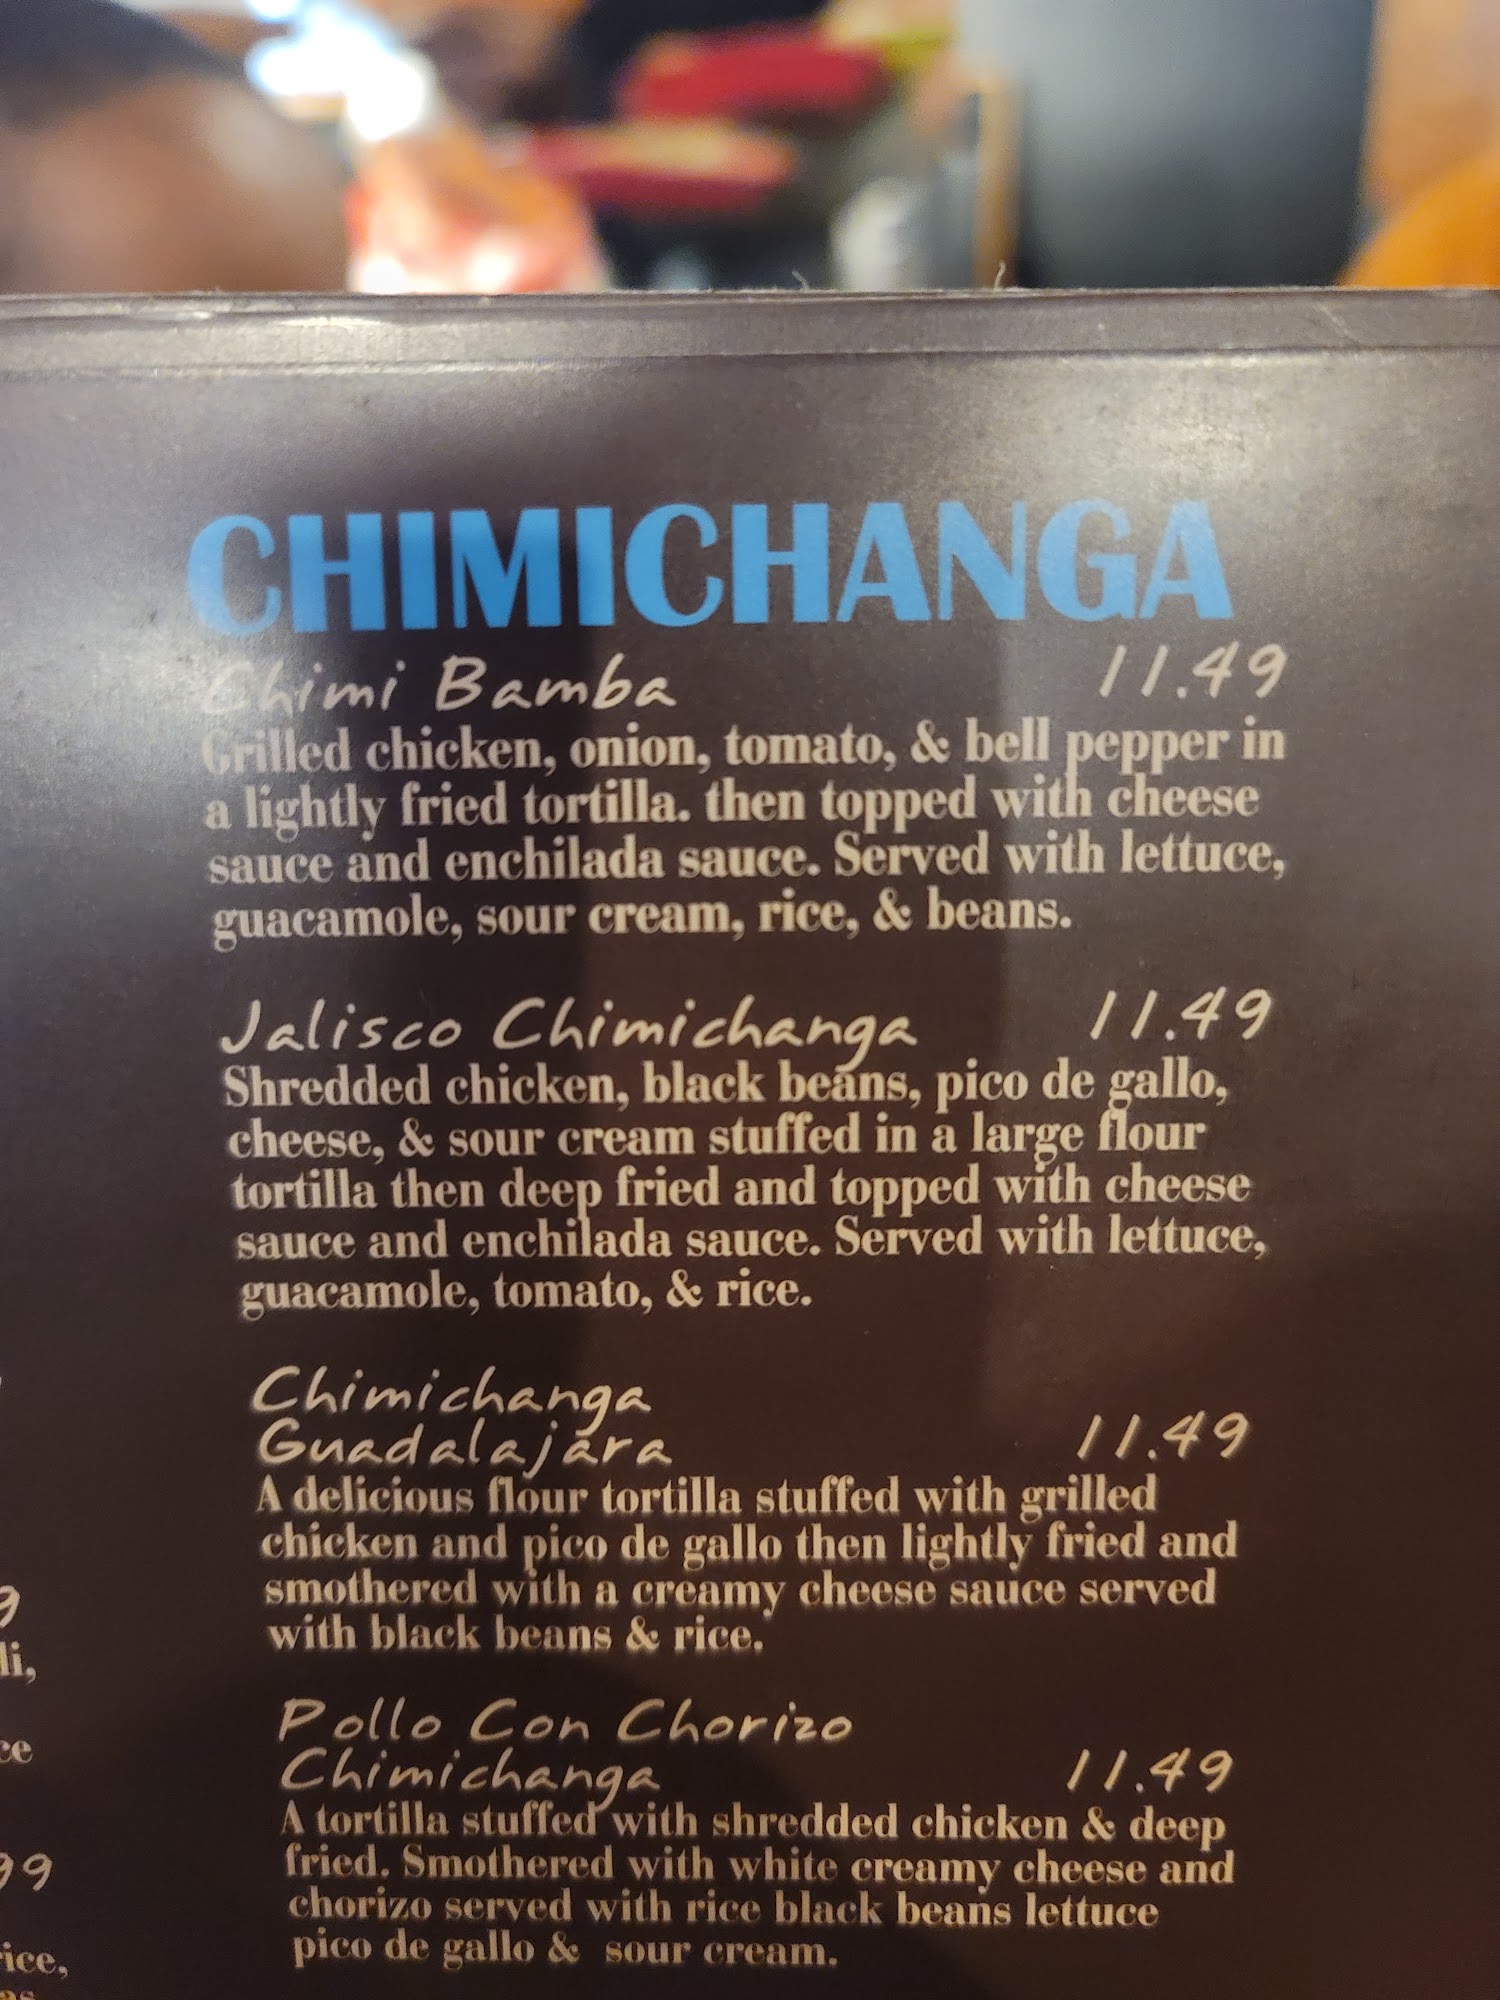 CHIMICHANGA
Chimi Bamba 11.49
Grilled chicken, onion, tomato, & bell pepper in
a lightly fried tortilla. then topped with cheese
sauce and enchilada sauce. Served with lettuce,
guacamole, sour cream, rice, & beans.
Jalisco Chimichanga 11.49
Shredded chicken, black beans, pico de gallo,
cheese, & sour cream stuffed in a large flour
tortilla then deep fried and topped with cheese
sauce and enchilada sauce. Served with lettuce,
guacamole, tomato, & rice.
Chimichanga
Guadalajara 11.49
A delicious flour tortilla stuffed with grilled
chicken and pico de gallo then lightly fried and
smothered with a creamy cheese sauce served
with black beans & rice.
Pollo Con Chorizo
Chimichanga 11.49
A tortilla stuffed with shredded chicken & deep
fried. Smothered with white creamy cheese and
chorizo served with rice black beans lettuce
pico de gallo & sour cream.